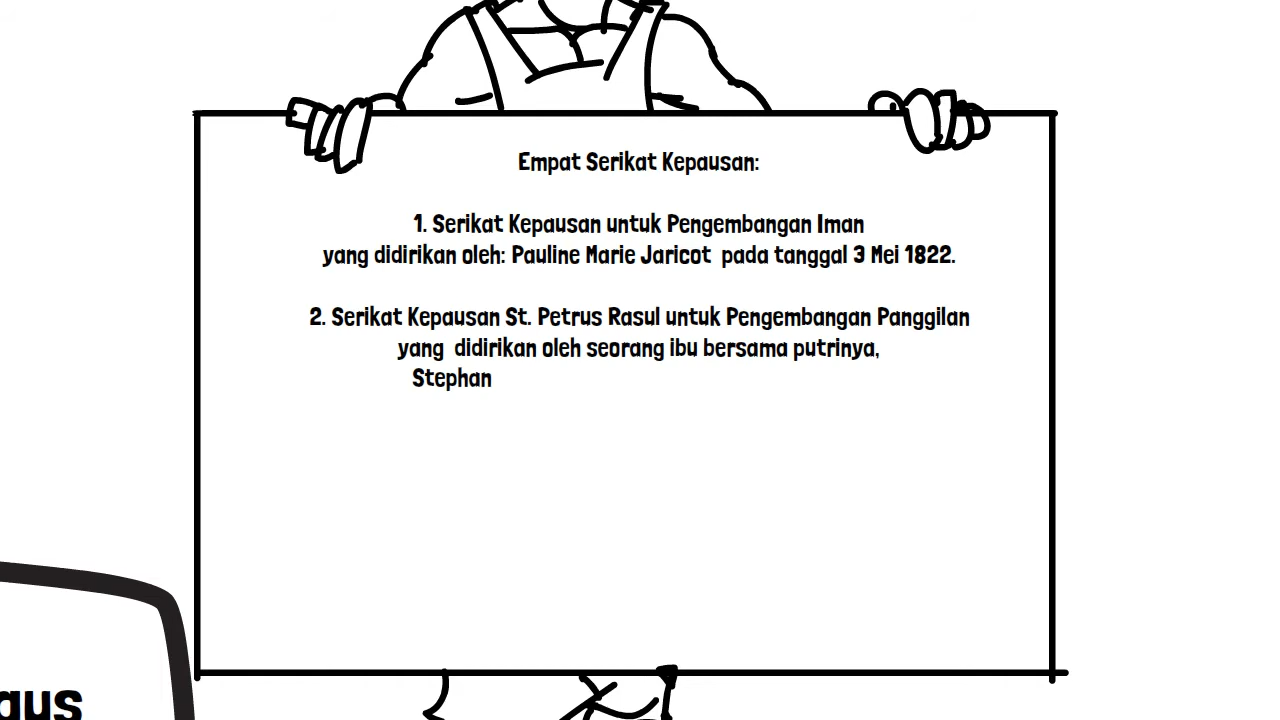 Empat Serikat Kepausan:
1. Serikat Kepausan untuk Pengembangan Iman
yang didirikan oleh: Pauline Marie Jaricot pada tanggal 3 Mei 1822.
2. Serikat Kepausan St. Petrus Rasul untuk Pengembangan Panggilan
yang didirikan oleh seorang ibu bersama putrinya,
Stephan